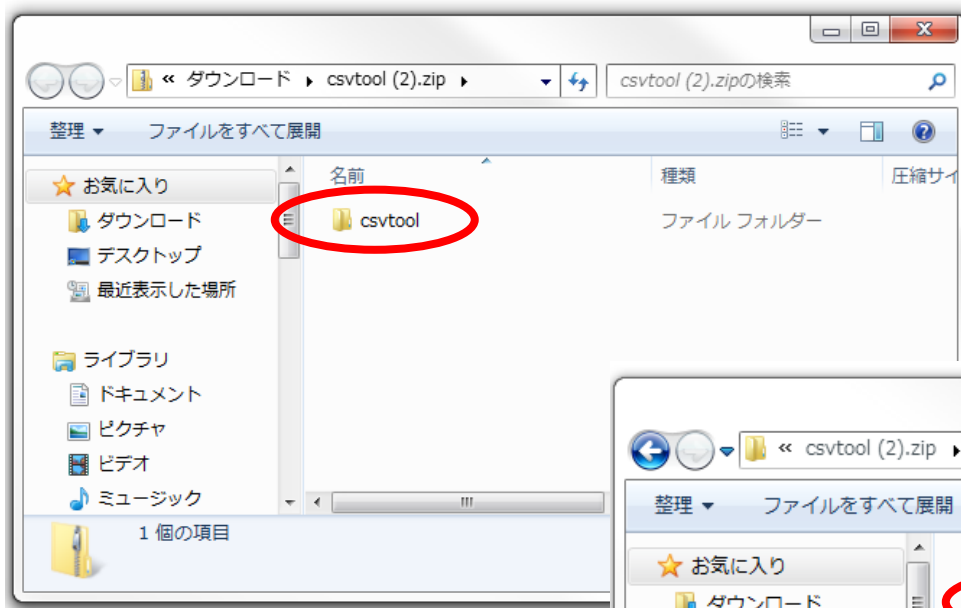 « ダウンロード ▸ csvtool (2).zip ▸
csvtool (2).zipの検索
整理 ▼ ファイルをすべて展開
名前 種類 圧縮サイ
お気に入り
ダウンロード
デスクトップ
最近表示した場所
ライブラリ
ドキュメント
ピクチャ
ビデオ
ミュージック
csvtool ファイル フォルダー
1 個の項目
« csvtool (2).zip ▸
整理 ▼ ファイルをすべて展開
お気に入り
ダウンロード